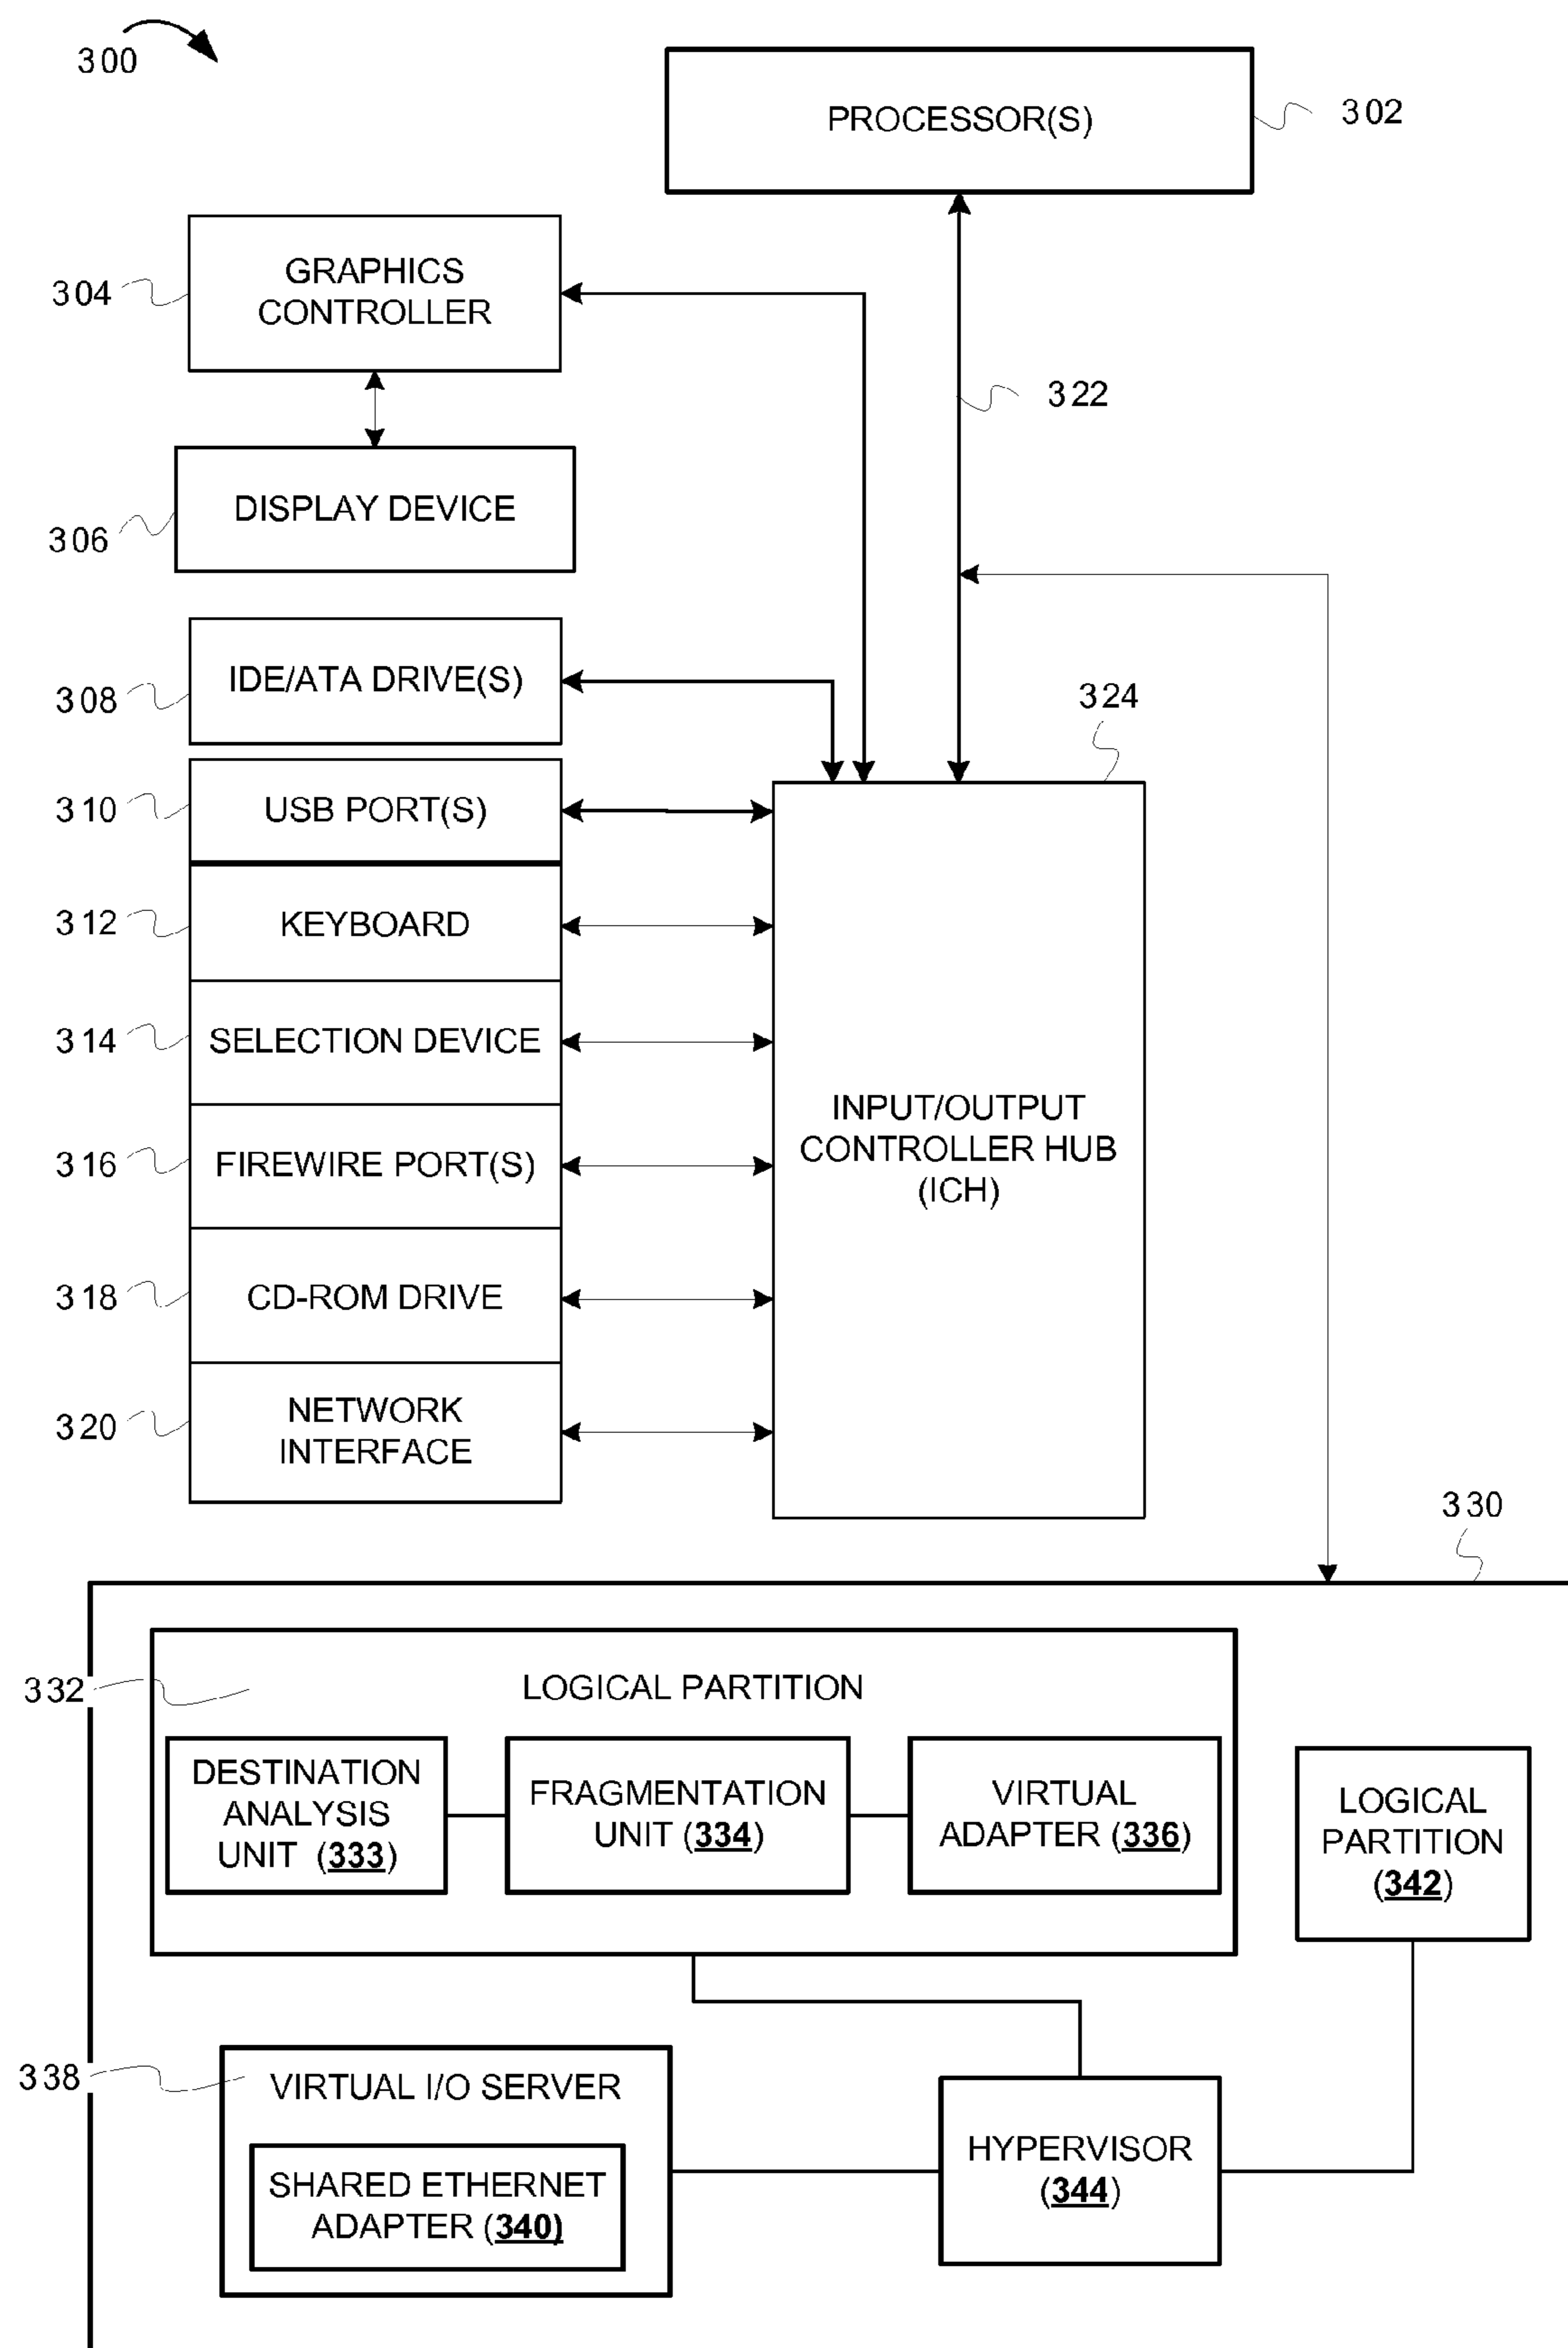 300
PROCESSOR(S)
302
GRAPHICS
CONTROLLER
304
322
DISPLAY DEVICE
306
IDE/ATA DRIVE(S)
308
324
310
USB PORT(S)
312
KEYBOARD
314
SELECTION DEVICE
316
FIREWIRE PORT(S)
318
CD-ROM DRIVE
320
NETWORK
INTERFACE
INPUT/OUTPUT
CONTROLLER HUB
(ICH)
330
332
LOGICAL PARTITION
DESTINATION
ANALYSIS
UNIT (333)
FRAGMENTATION
UNIT (334)
VIRTUAL
ADAPTER (336)
LOGICAL
PARTITION
(342)
338
VIRTUAL I/O SERVER
SHARED ETHERNET
ADAPTER (340)
HYPERVISOR
(344)